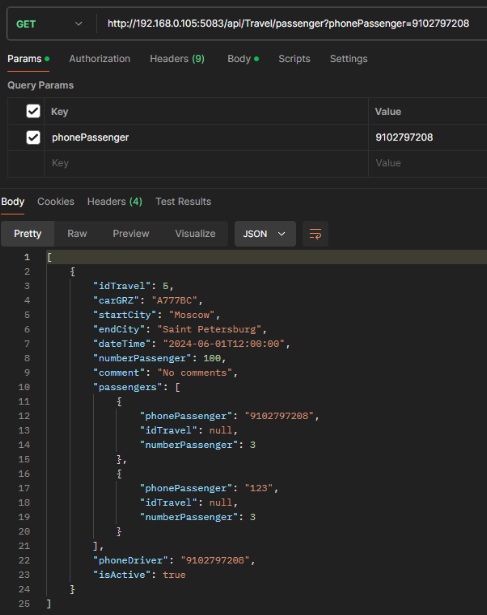 GET http://192.168.0.105:5083/api/Travel/passenger?phonePassenger=9102797208
Params Authorization Headers (9) Body Scripts Settings
Query Params
Key Value
phonePassenger 9102797208
Key Value
Body Cookies Headers (4) Test Results
Pretty Raw Preview Visualize JSON
1 [
2 {
3 "idTravel": 5,
4 "carGRZ": "A777BC",
5 "startCity": "Moscow",
6 "endCity": "Saint Petersburg",
7 "dateTime": "2024-06-01T12:00:00",
8 "numberPassenger": 100,
9 "comment": "No comments",
10 "passengers": [
11 {
12 "phonePassenger": "9102797208",
13 "idTravel": null,
14 "numberPassenger": 3
15 },
16 {
17 "phonePassenger": "123",
18 "idTravel": null,
19 "numberPassenger": 3
20 }
21 ],
22 "phoneDriver": "9102797208",
23 "isActive": true
24 }
25 ]